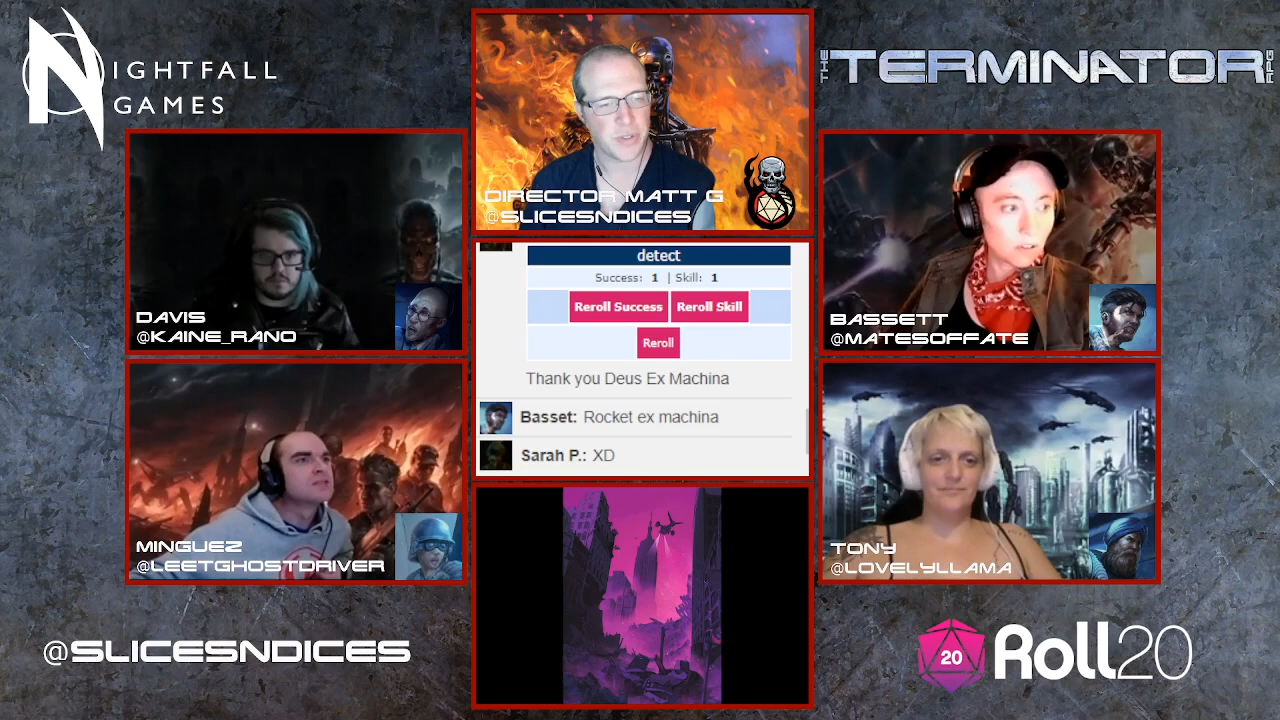 NIGHTFALL
GAMES
THE TERMINATOR RPG
DIRECTOR MATT G
@SLICESNDICES
DAVIS
@KAINE_RANO
BASSETT
@MATESOFFATE
detect
Success: 1 | Skill: 1
Reroll Success Reroll Skill
Reroll
Thank you Deus Ex Machina
Basset: Rocket ex machina
Sarah P.: XD
MINGUEZ
@LEETGHOSTDRIVER
TONY
@LOVELYLLAMA
@SLICESNDICES
20 Roll20